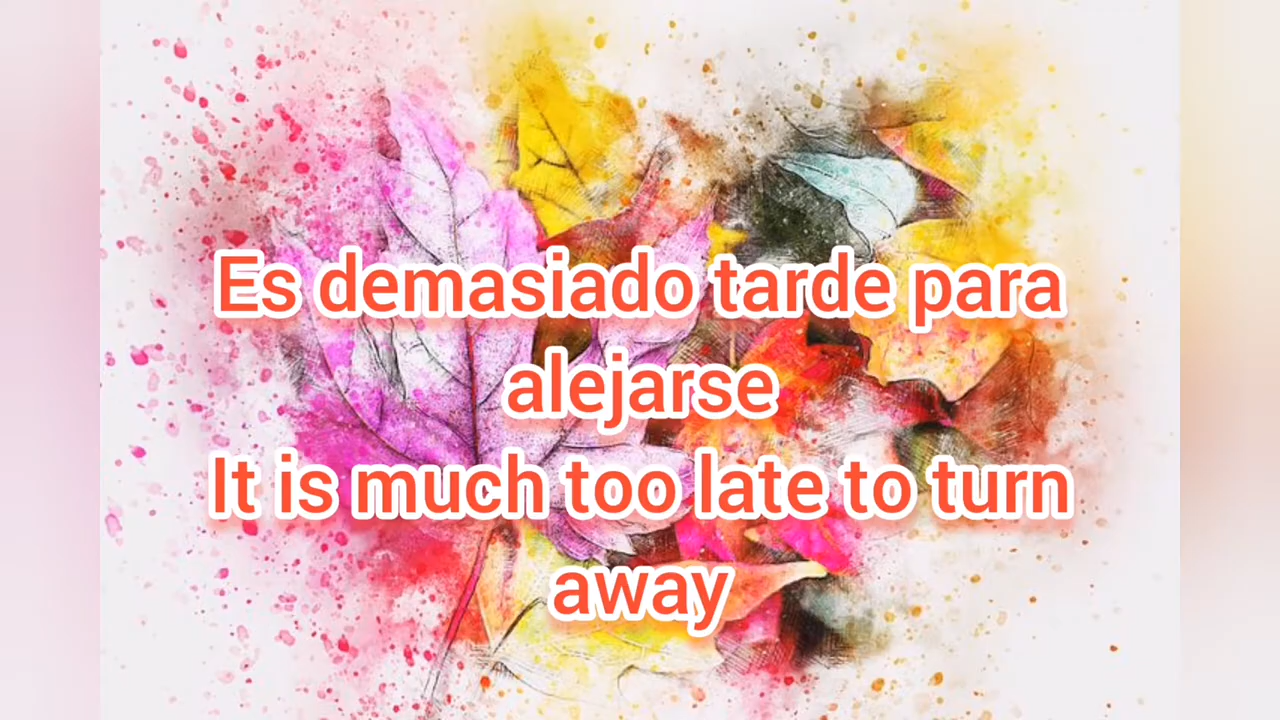 Es demasiado tarde para
alejarse
It is much too late to turn
away